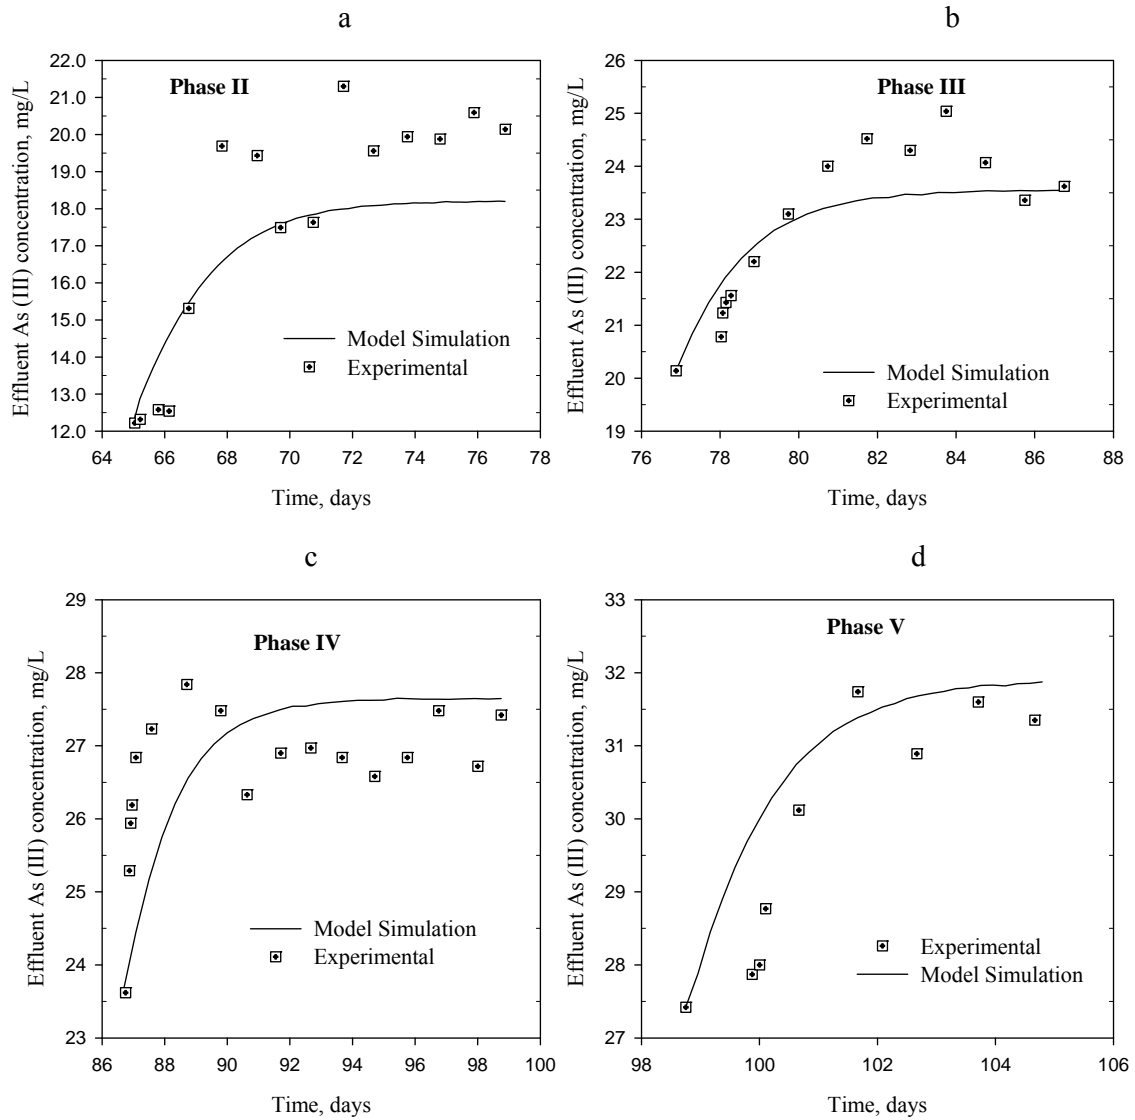 a
Effluent As (III) concentration, mg/L
22.0
21.0
20.0
19.0
18.0
17.0
16.0
15.0
14.0
13.0
12.0
Phase II
Model Simulation
Experimental
64 66 68 70 72 74 76 78
Time, days
b
Effluent As (III) concentration, mg/L
26
25
24
23
22
21
20
19
Phase III
Model Simulation
Experimental
76 78 80 82 84 86 88
Time, days
c
Effluent As (III) concentration, mg/L
29
28
27
26
25
24
23
Phase IV
Model Simulation
Experimental
86 88 90 92 94 96 98 100
Time, days
d
Effluent As (III) concentration, mg/L
33
32
31
30
29
28
27
Phase V
Experimental
Model Simulation
98 100 102 104 106
Time, days